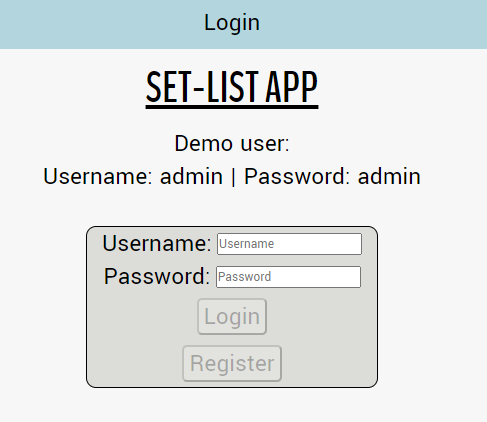 Login
SET-LIST APP
Demo user:
Username: admin | Password: admin
Username: Username
Password: Password
Login
Register